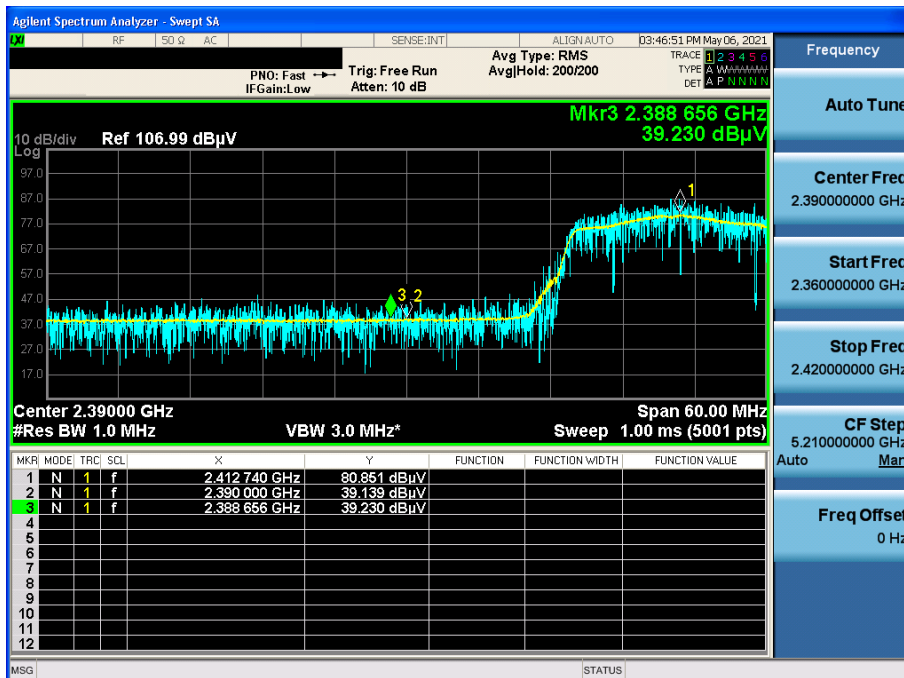 Agilent Spectrum Analyzer - Swept SA
LXI RF 50 Ω AC SENSE:INT ALIGN AUTO 03:46:51 PM May 06, 2021
PNO: Fast Trig: Free Run Avg Type: RMS TRACE 1 2 3 4 5 6
IFGain:Low Atten: 10 dB Avg|Hold: 200/200 TYPE A WWWWW
DET A P N N N N
Mkr3 2.388 656 GHz
39.230 dBµV
10 dB/div Ref 106.99 dBµV
Log
97.0
87.0
77.0
67.0
57.0
47.0
37.0
27.0
17.0
1
3 2
Center 2.39000 GHz Span 60.00 MHz
#Res BW 1.0 MHz VBW 3.0 MHz* Sweep 1.00 ms (5001 pts)
MKR MODE TRC SCL X Y FUNCTION FUNCTION WIDTH FUNCTION VALUE
1 N 1 f 2.412 740 GHz 80.851 dBµV
2 N 1 f 2.390 000 GHz 39.139 dBµV
3 N 1 f 2.388 656 GHz 39.230 dBµV
4
5
6
7
8
9
10
11
12
MSG STATUS
Frequency
Auto Tune
Center Freq
2.390000000 GHz
Start Freq
2.360000000 GHz
Stop Freq
2.420000000 GHz
CF Step
5.210000000 GHz
Auto Man
Freq Offset
0 Hz